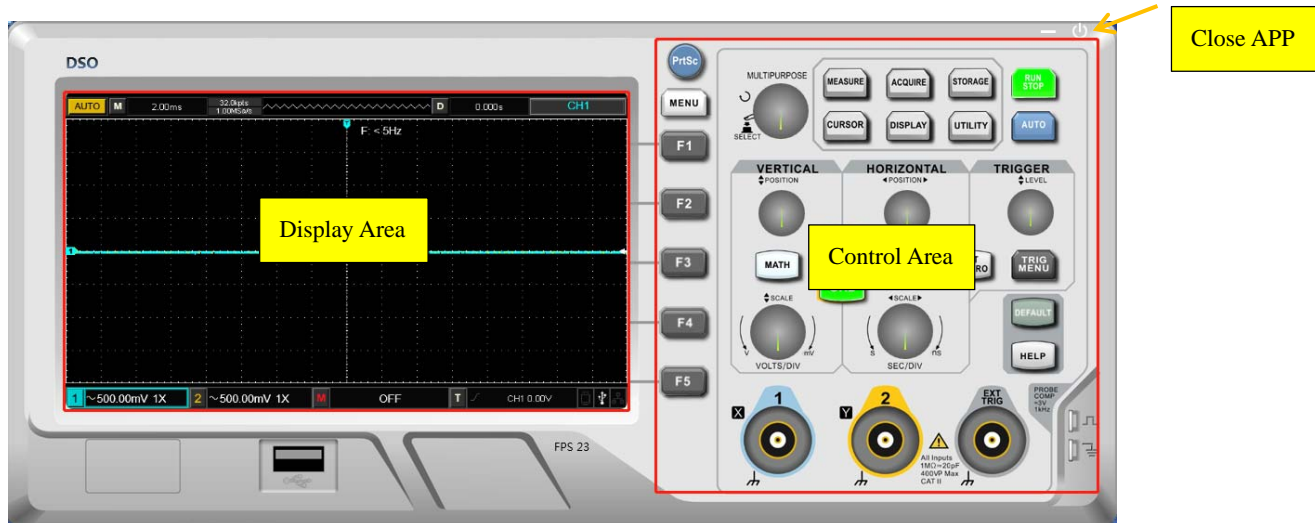 Close APP
DSO
PrtSc
MENU
F1
F2
F3
F4
F5
AUTO M 2.00ms 32.0kpts D 0.000s CH1
1.00MSa/s
F: < 5Hz
Display Area
1
1 ~500.00mV 1X 2 ~500.00mV 1X M OFF T CH1 0.00V
FPS 23
MULTIPURPOSE
SELECT
MEASURE ACQUIRE STORAGE
CURSOR DISPLAY UTILITY
RUN
STOP
AUTO
VERTICAL HORIZONTAL TRIGGER
POSITION POSITION LEVEL
MATH
Control Area
TRIG
MENU
SCALE SCALE
V mV
VOLTS/DIV
S nS
SEC/DIV
DEFAULT
HELP
X 1
Y 2
EXT
TRIG
PROBE
COMP
≈3V
1kHz
All Inputs
1MΩ≈20pF
400VP Max
CAT II